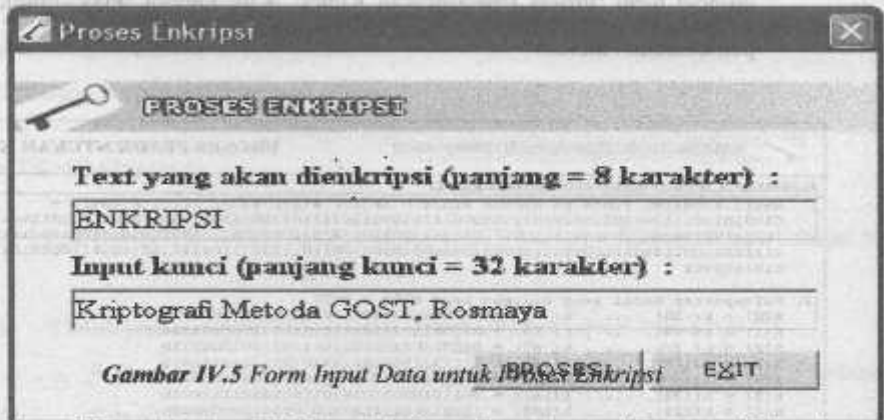 Proses Enkripsi
PROSES ENKRIPSI
Text yang akan dienkripsi (panjang = 8 karakter) :
ENKRIPSI
Input kunci (panjang kunci = 32 karakter) :
Kriptografi Metoda GOST, Rosmaya
PROSES EXIT
Gambar IV.5 Form Input Data untuk Proses Enkripsi